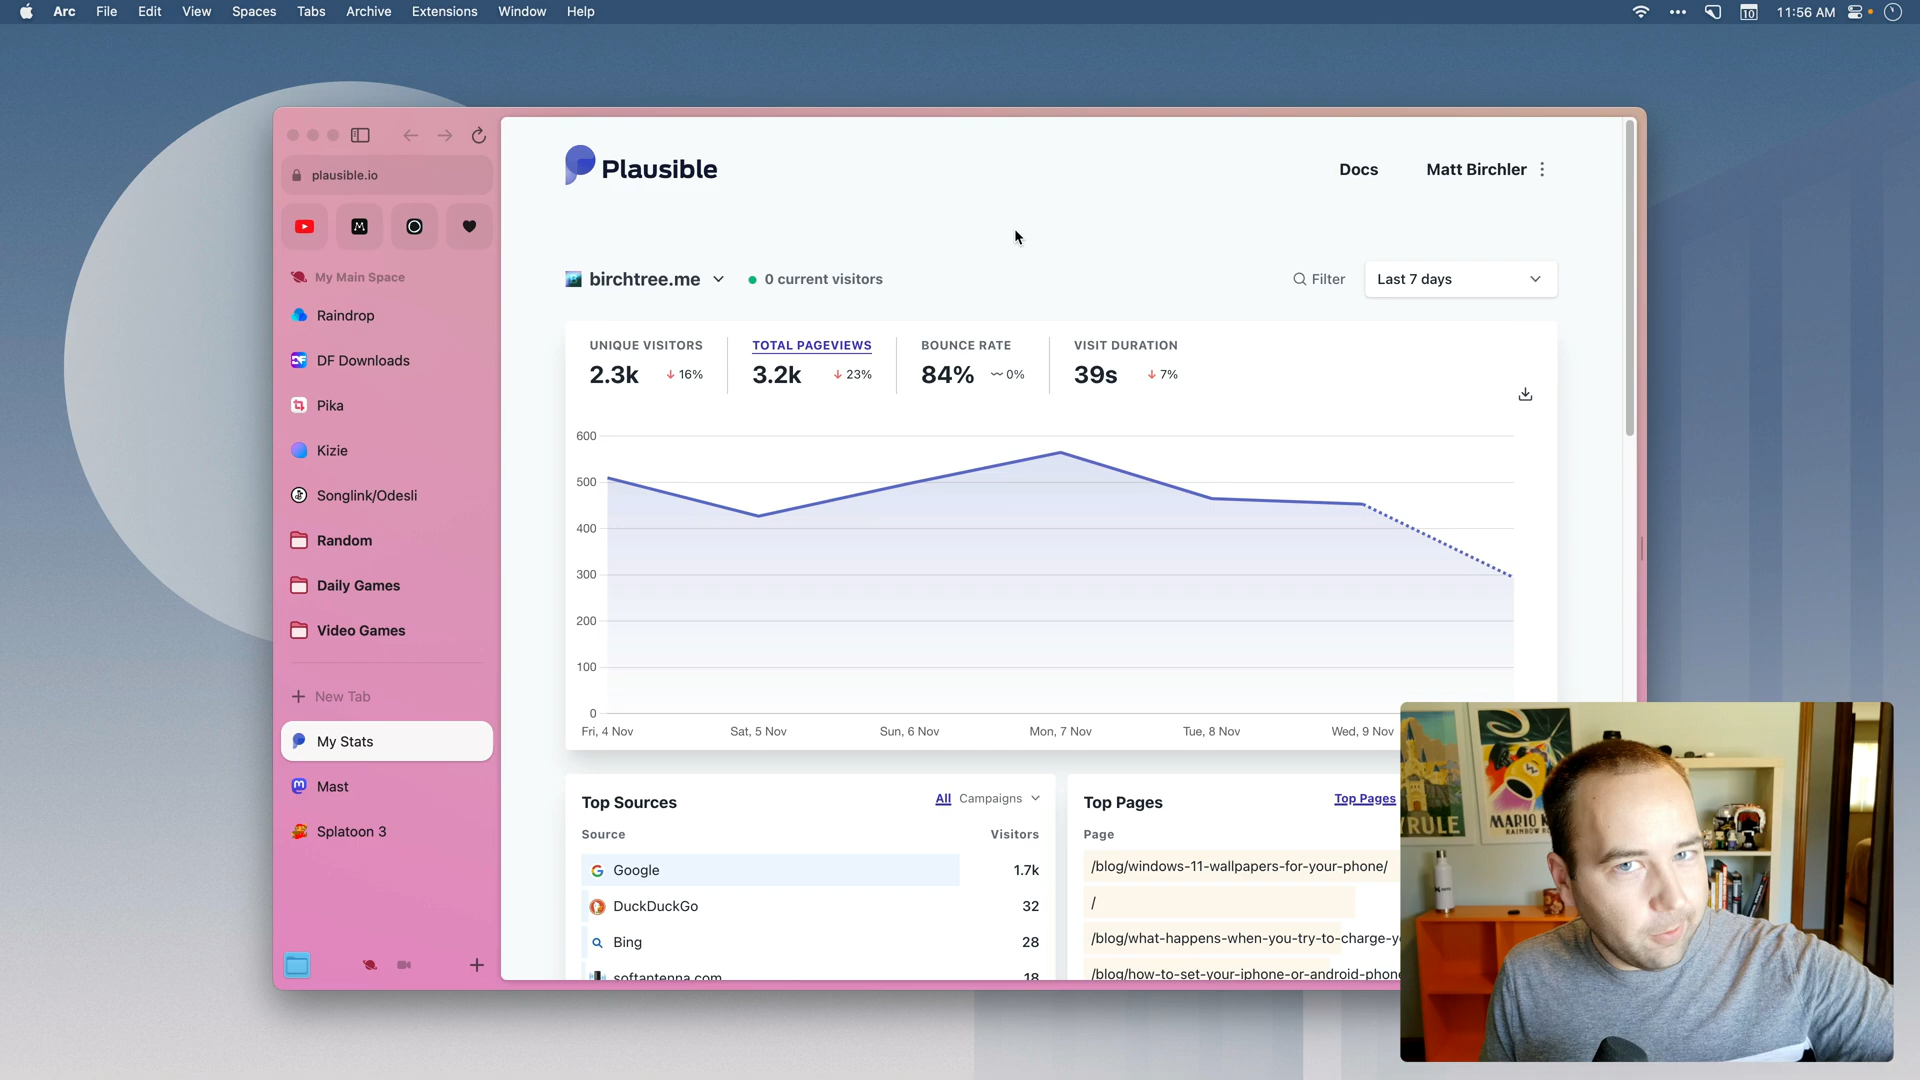 Arc File Edit View Spaces Tabs Archive Extensions Window Help
10 11:56 AM
plausible.io
My Main Space
Raindrop
DF Downloads
Pika
Kizie
Songlink/Odesli
Random
Daily Games
Video Games
New Tab
My Stats
Mast
Splatoon 3
Plausible
Docs Matt Birchler
birchtree.me 0 current visitors Filter Last 7 days
UNIQUE VISITORS TOTAL PAGEVIEWS BOUNCE RATE VISIT DURATION
2.3k 16% 3.2k 23% 84% 0% 39s 7%
600
500
400
300
200
100
0
Fri, 4 Nov Sat, 5 Nov Sun, 6 Nov Mon, 7 Nov Tue, 8 Nov Wed, 9 Nov
Top Sources All Campaigns
Source Visitors
Google 1.7k
DuckDuckGo 32
Bing 28
softantenna.com 18
Top Pages Top Pages
Page
/blog/windows-11-wallpapers-for-your-phone/
/
/blog/what-happens-when-you-try-to-charge-y
/blog/how-to-set-your-iphone-or-android-phon
YRULE
MARIO K
RAINBOW RO